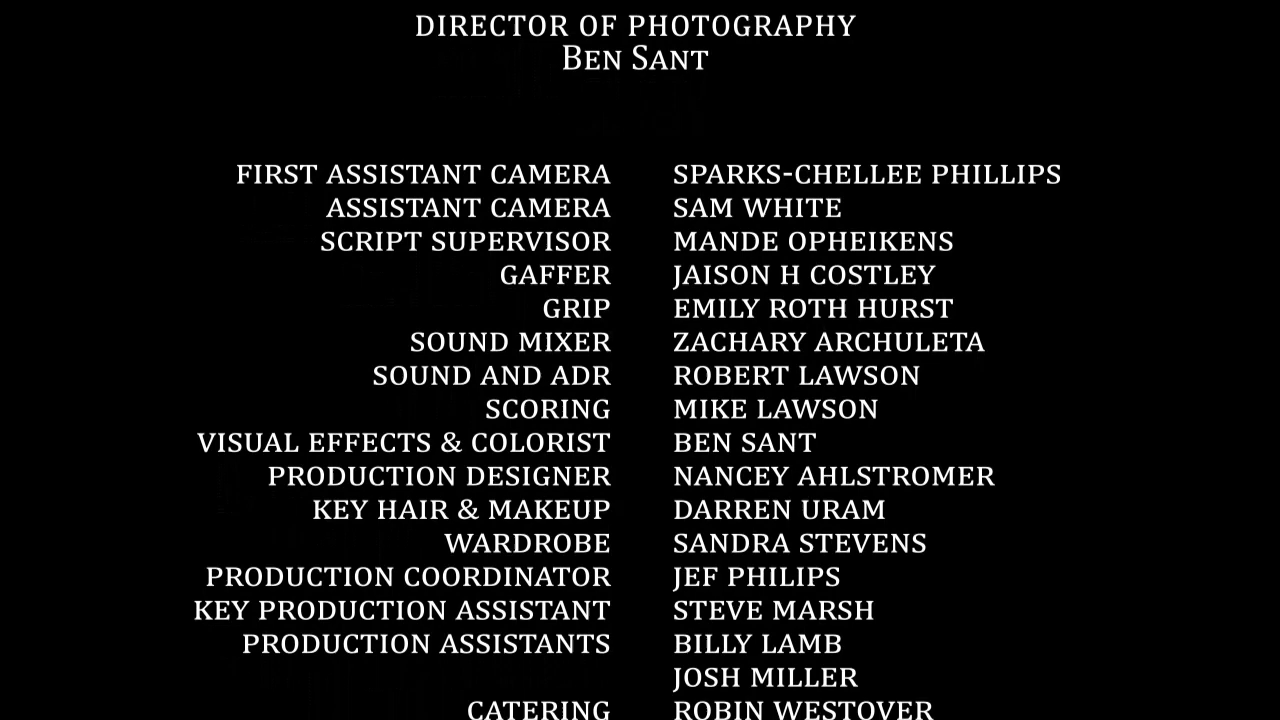 DIRECTOR OF PHOTOGRAPHY
BEN SANT
FIRST ASSISTANT CAMERA SPARKS-CHELLEE PHILLIPS
ASSISTANT CAMERA SAM WHITE
SCRIPT SUPERVISOR MANDE OPHEIKENS
GAFFER JAISON H COSTLEY
GRIP EMILY ROTH HURST
SOUND MIXER ZACHARY ARCHULETA
SOUND AND ADR ROBERT LAWSON
SCORING MIKE LAWSON
VISUAL EFFECTS & COLORIST BEN SANT
PRODUCTION DESIGNER NANCEY AHLSTROMER
KEY HAIR & MAKEUP DARREN URAM
WARDROBE SANDRA STEVENS
PRODUCTION COORDINATOR JEF PHILIPS
KEY PRODUCTION ASSISTANT STEVE MARSH
PRODUCTION ASSISTANTS BILLY LAMB
JOSH MILLER
CATERING ROBIN WESTOVER